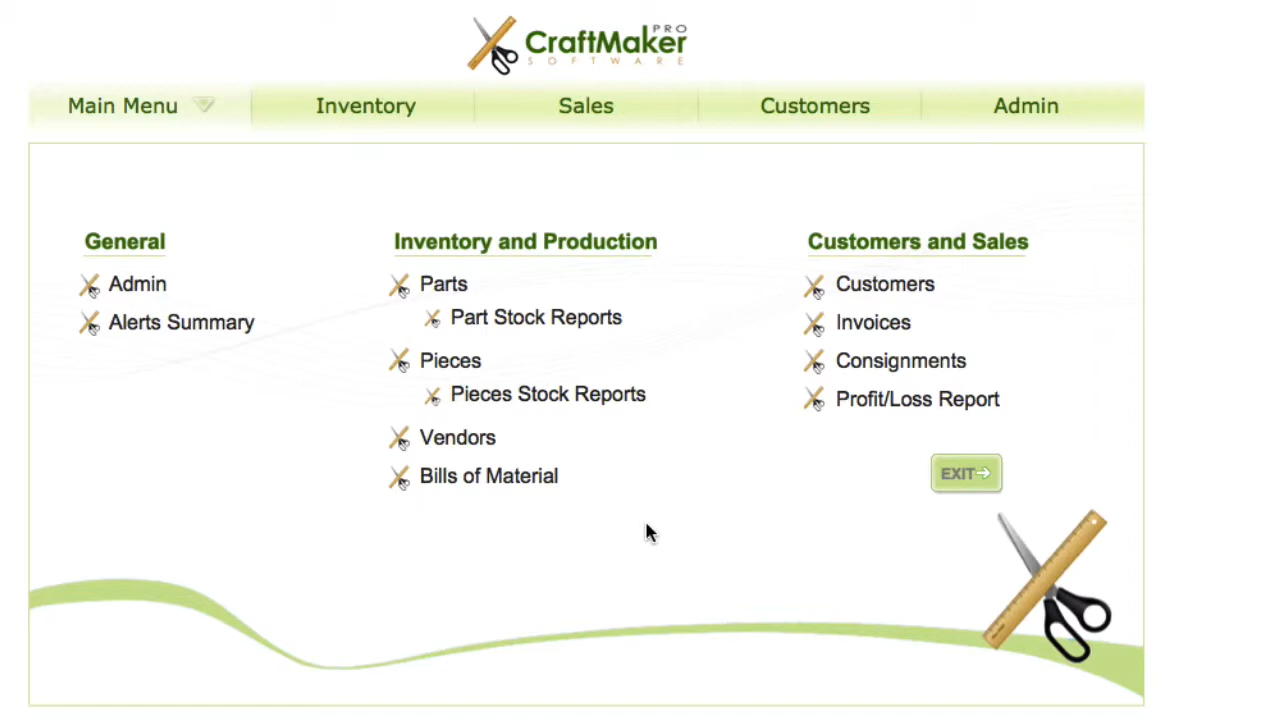 CraftMaker PRO
SOFTWARE
Main Menu
Inventory
Sales
Customers
Admin
General
Admin
Alerts Summary
Inventory and Production
Parts
Part Stock Reports
Pieces
Pieces Stock Reports
Vendors
Bills of Material
Customers and Sales
Customers
Invoices
Consignments
Profit/Loss Report
EXIT